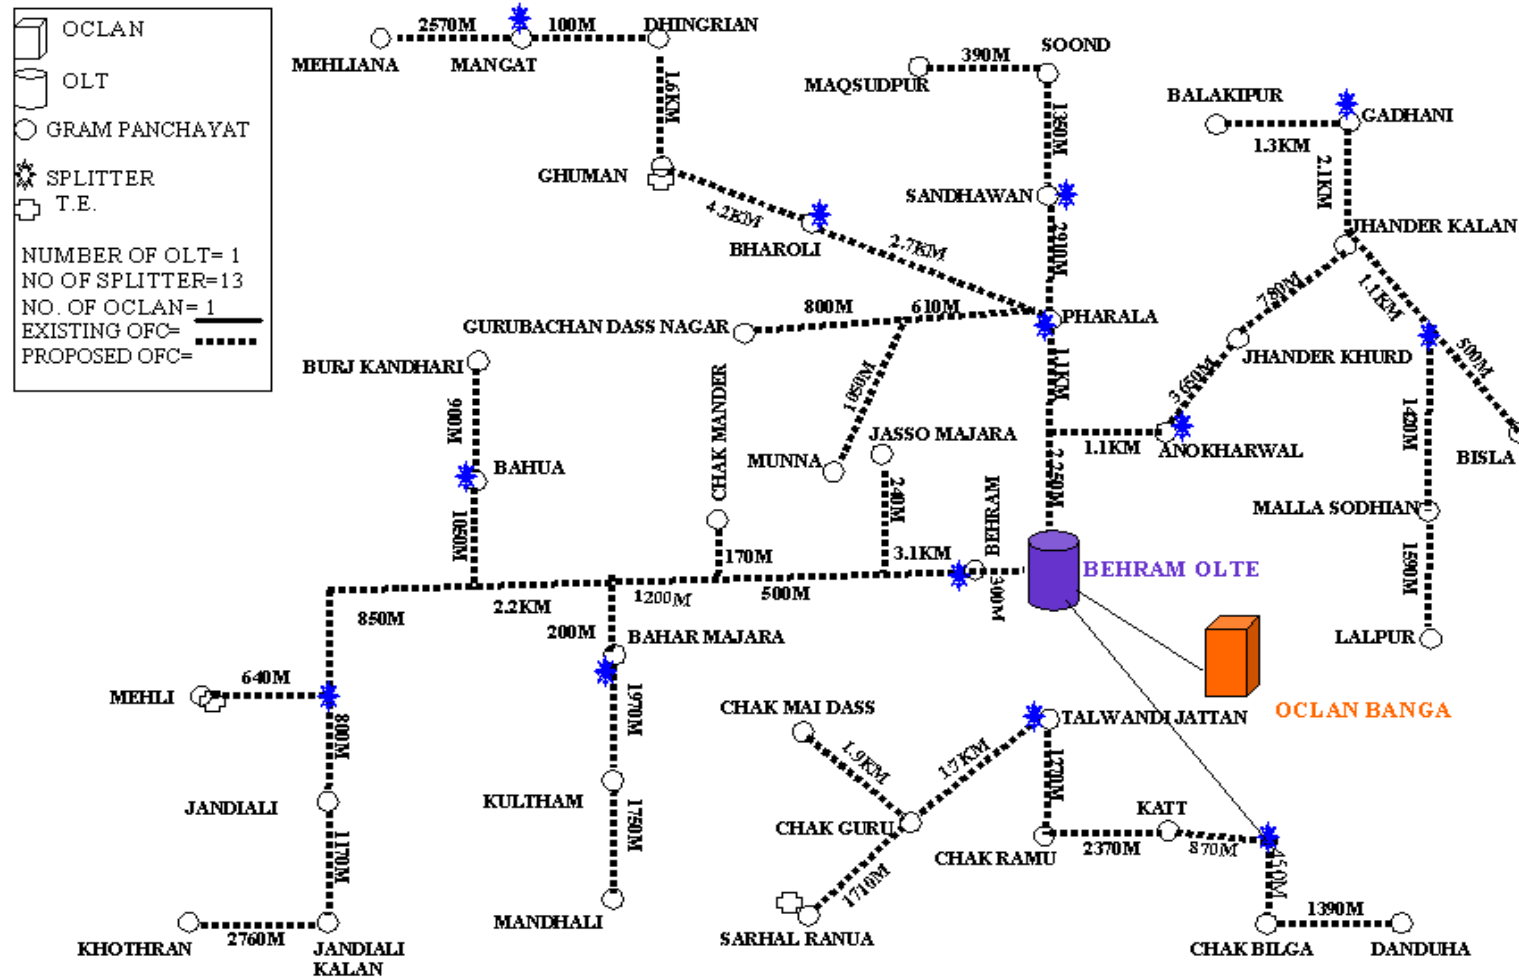 OCLAN
OLT
GRAM PANCHAYAT
SPLITTER
T.E.
NUMBER OF OLT= 1
NO OF SPLITTER=13
NO. OF OCLAN= 1
EXISTING OFC=
PROPOSED OFC=
2570M
100M
DHINGRIAN
MEHLIANA
MANGAT
1.6KM
GHUMAN
4.2KM
BHAROLI
2.7KM
390M
SOOND
MAQSUDPUR
1350M
SANDHAWAN
2910M
BALAKIPUR
GADHANI
1.3KM
2.1KM
JHANDER KALAN
780M
1.1KM
JHANDER KHURD
500M
3650M
PHARALA
800M
610M
GURUBACHAN DASS NAGAR
1.1KM
1080M
MUNNA
BURJ KANDHARI
900M
BAHUA
1050M
CHAK MANDER
JASSO MAJARA
240M
170M
1.1KM
ANOKHARWAL
2.250M
1420M
BISLA
MALLA SODHIAN
1590M
LALPUR
BEHRAM
3.1KM
300M
BEHRAM OLTE
500M
1200M
2.2KM
850M
200M
BAHAR MAJARA
640M
MEHLI
800M
1970M
JANDIALI
KULTHAM
1170M
1750M
KHOTHRAN
2760M
JANDIALI
KALAN
MANDHALI
OCLAN BANGA
CHAK MAI DASS
TALWANDI JATTAN
1.9KM
1.7KM
1270M
CHAK GURU
1710M
SARHAL RANUA
KATT
CHAK RAMU
2370M
870M
450M
1390M
CHAK BILGA
DANDUHA